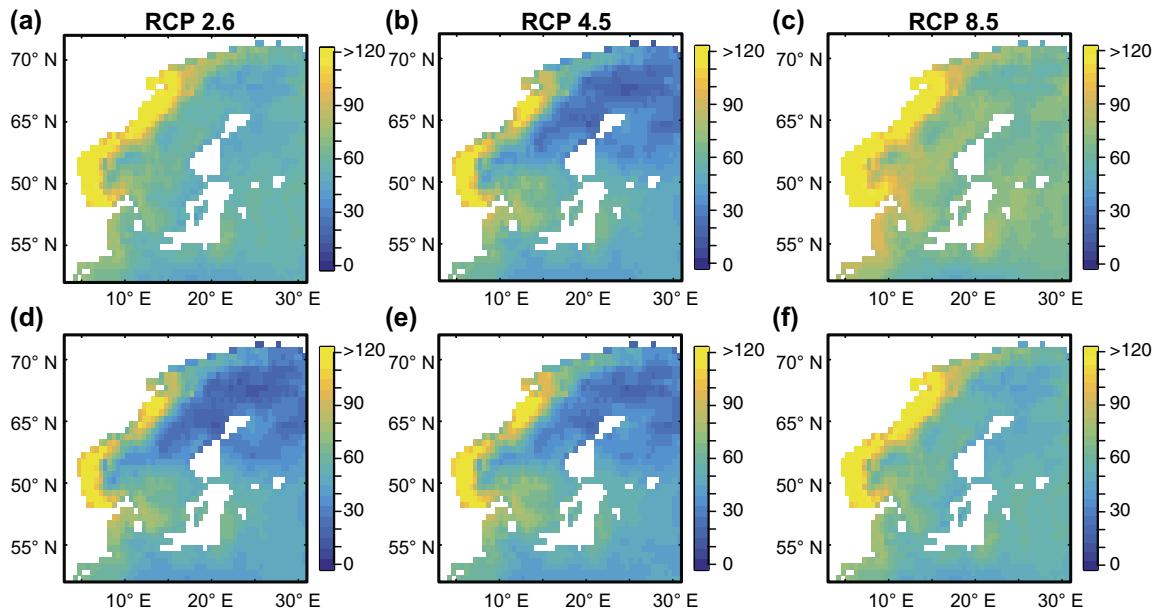 (a) RCP 2.6 (b) RCP 4.5 (c) RCP 8.5
70° N >120 70° N >120 70° N >120
90 90 90
65° N 65° N 65° N
60 60 60
50° N 50° N 50° N
30 30 30
55° N 55° N 55° N
0 0 0
10° E 20° E 30° E 10° E 20° E 30° E 10° E 20° E 30° E
(d) (e) (f)
70° N >120 70° N >120 70° N >120
90 90 90
65° N 65° N 65° N
60 60 60
50° N 50° N 50° N
30 30 30
55° N 55° N 55° N
0 0 0
10° E 20° E 30° E 10° E 20° E 30° E 10° E 20° E 30° E